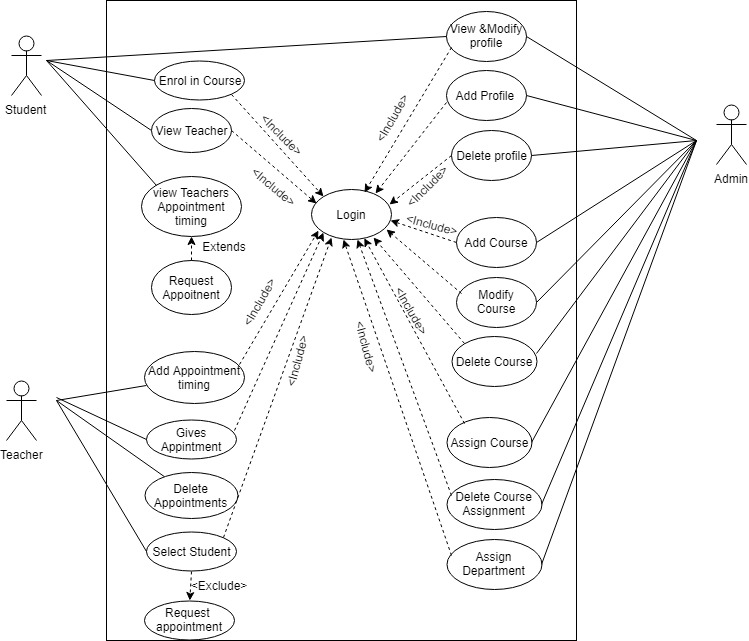 View &Modify
profile
Enrol in Course
<Include>
Add Profile
<Include>
Student
View Teacher
Delete profile
Admin
<Include>
<Include>
view Teachers
Appointment
timing
Login
<Include>
Add Course
Extends
Request
Appoitnent
<Include>
Modify
Course
<Include>
<Include>
<Include>
Delete Course
Add Appointment
timing
Teacher
Gives
Appintment
Assign Course
Delete
Appointments
Delete Course
Assignment
Select Student
Assign
Department
<Exclude>
Request
appointment